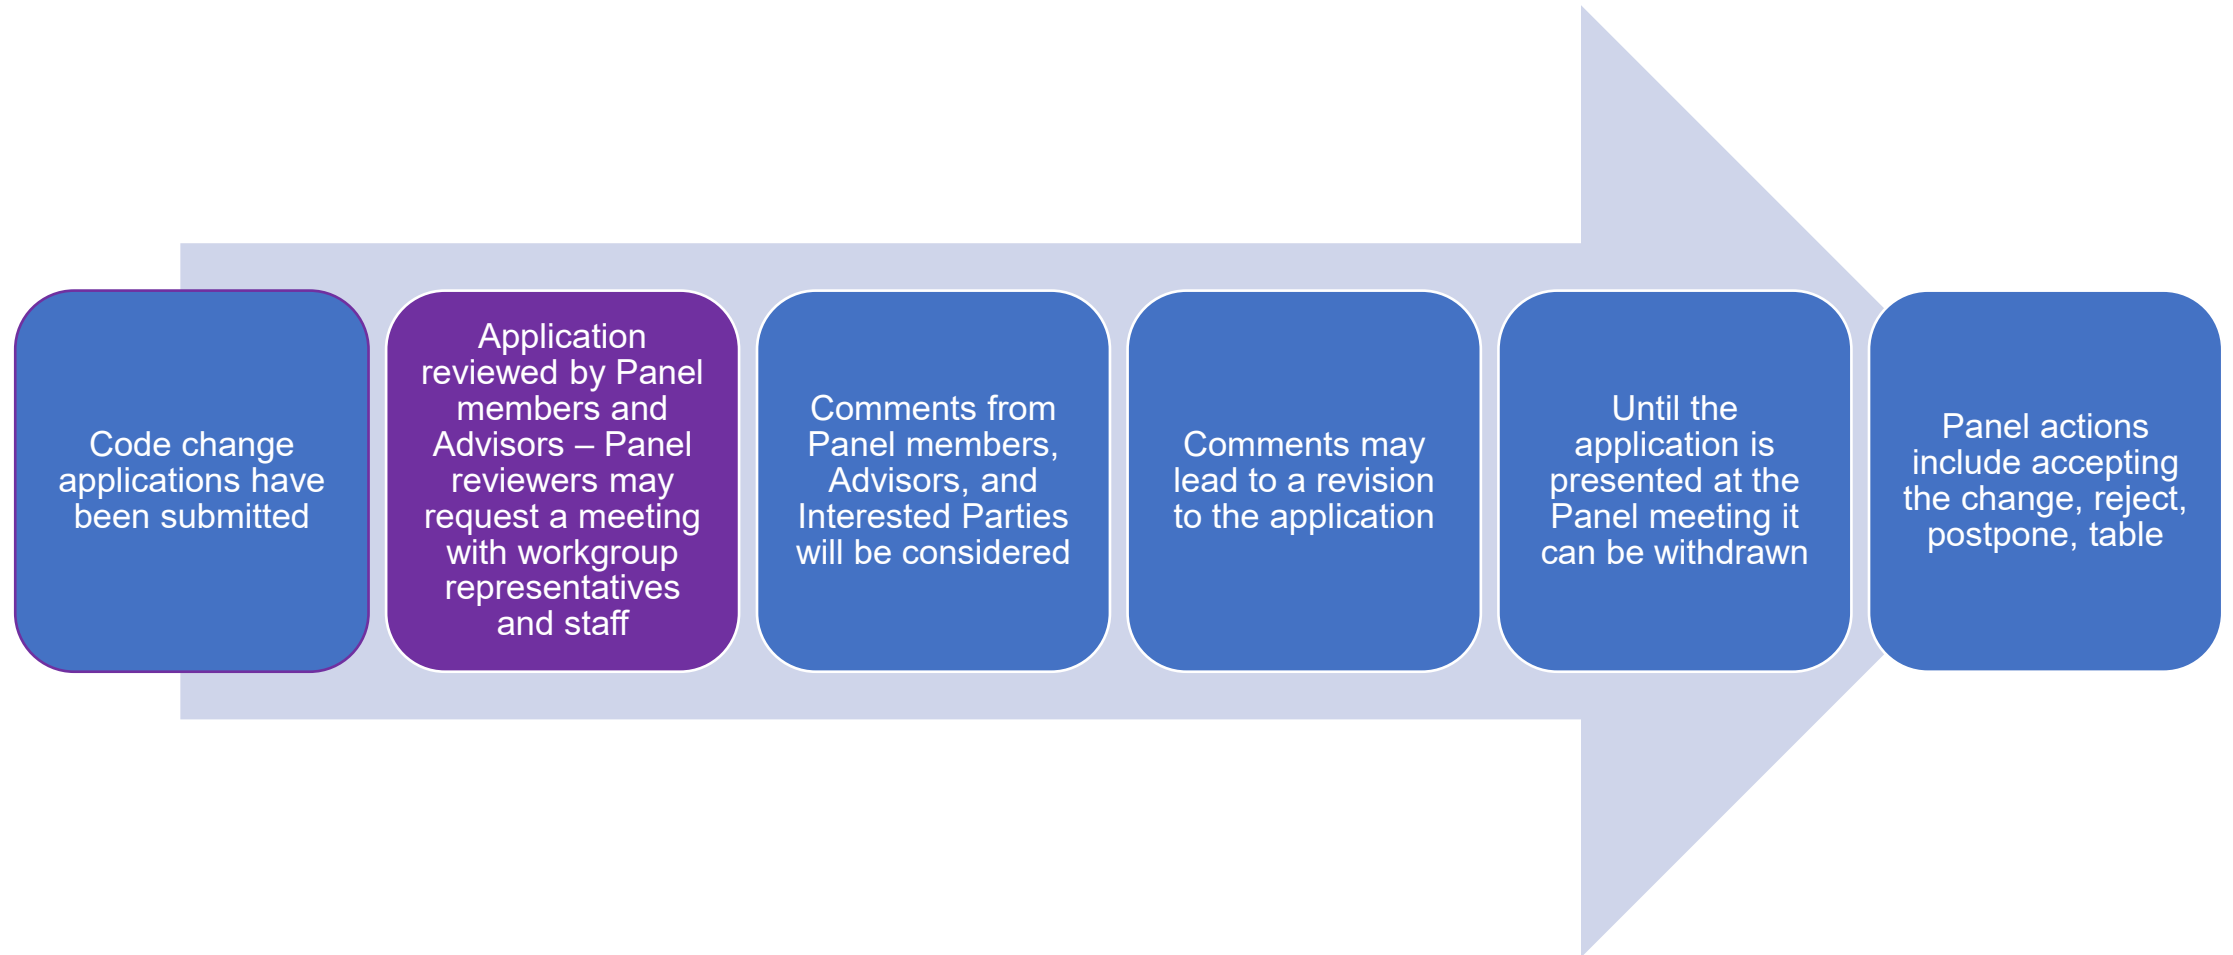 Code change
applications have
been submitted
Application
reviewed by Panel
members and
Advisors – Panel
reviewers may
request a meeting
with workgroup
representatives
and staff
Comments from
Panel members,
Advisors, and
Interested Parties
will be considered
Comments may
lead to a revision
to the application
Until the
application is
presented at the
Panel meeting it
can be withdrawn
Panel actions
include accepting
the change, reject,
postpone, table